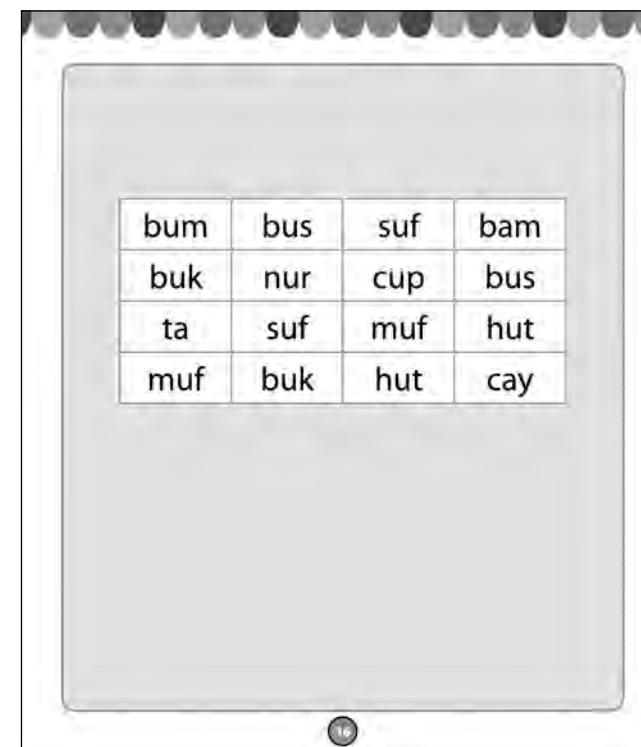 bum bus suf bam
buk nur cup bus
ta suf muf hut
muf buk hut cay
16